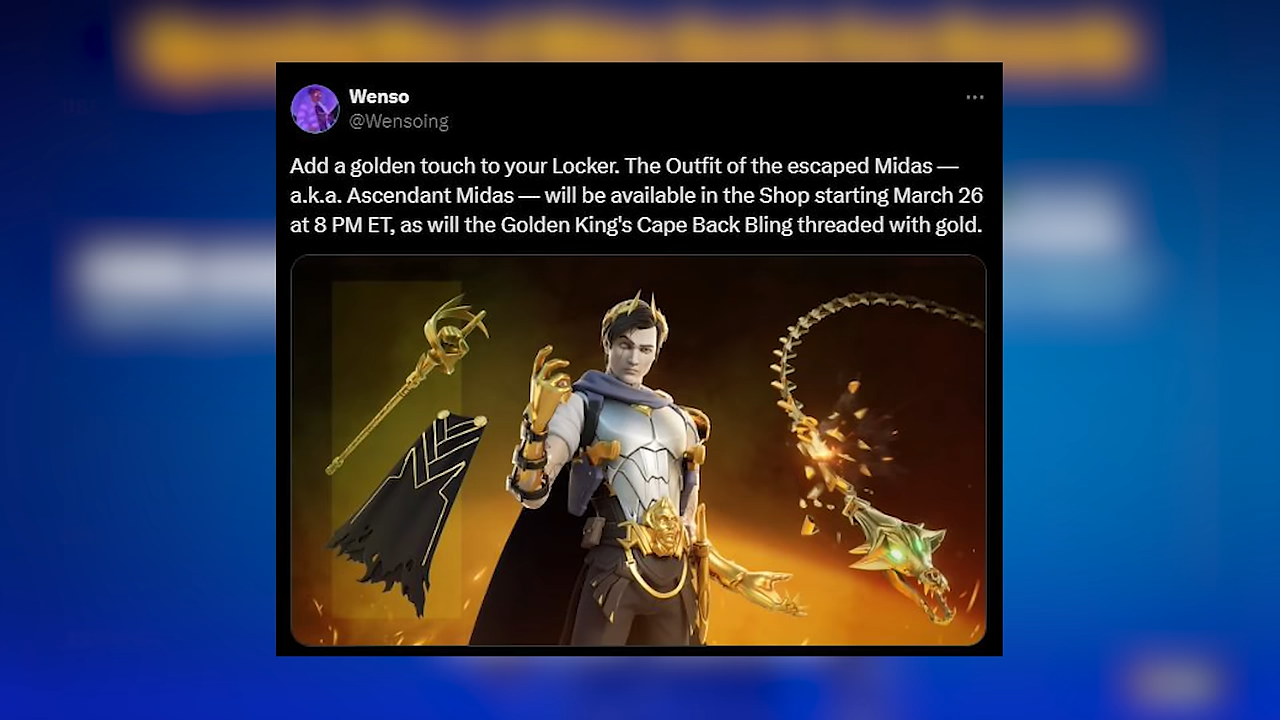 Wenso
@Wensoing
Add a golden touch to your Locker. The Outfit of the escaped Midas —
a.k.a. Ascendant Midas — will be available in the Shop starting March 26
at 8 PM ET, as will the Golden King's Cape Back Bling threaded with gold.